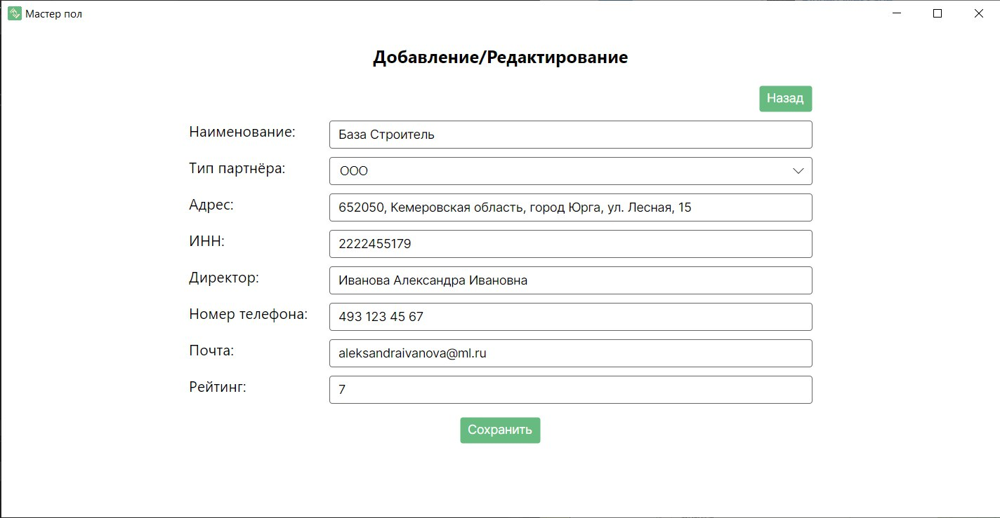 Мастер пол
Добавление/Редактирование
Назад
Наименование: База Строитель
Тип партнёра: ООО
Адрес: 652050, Кемеровская область, город Юрга, ул. Лесная, 15
ИНН: 2222455179
Директор: Иванова Александра Ивановна
Номер телефона: 493 123 45 67
Почта: aleksandraivanova@ml.ru
Рейтинг: 7
Сохранить